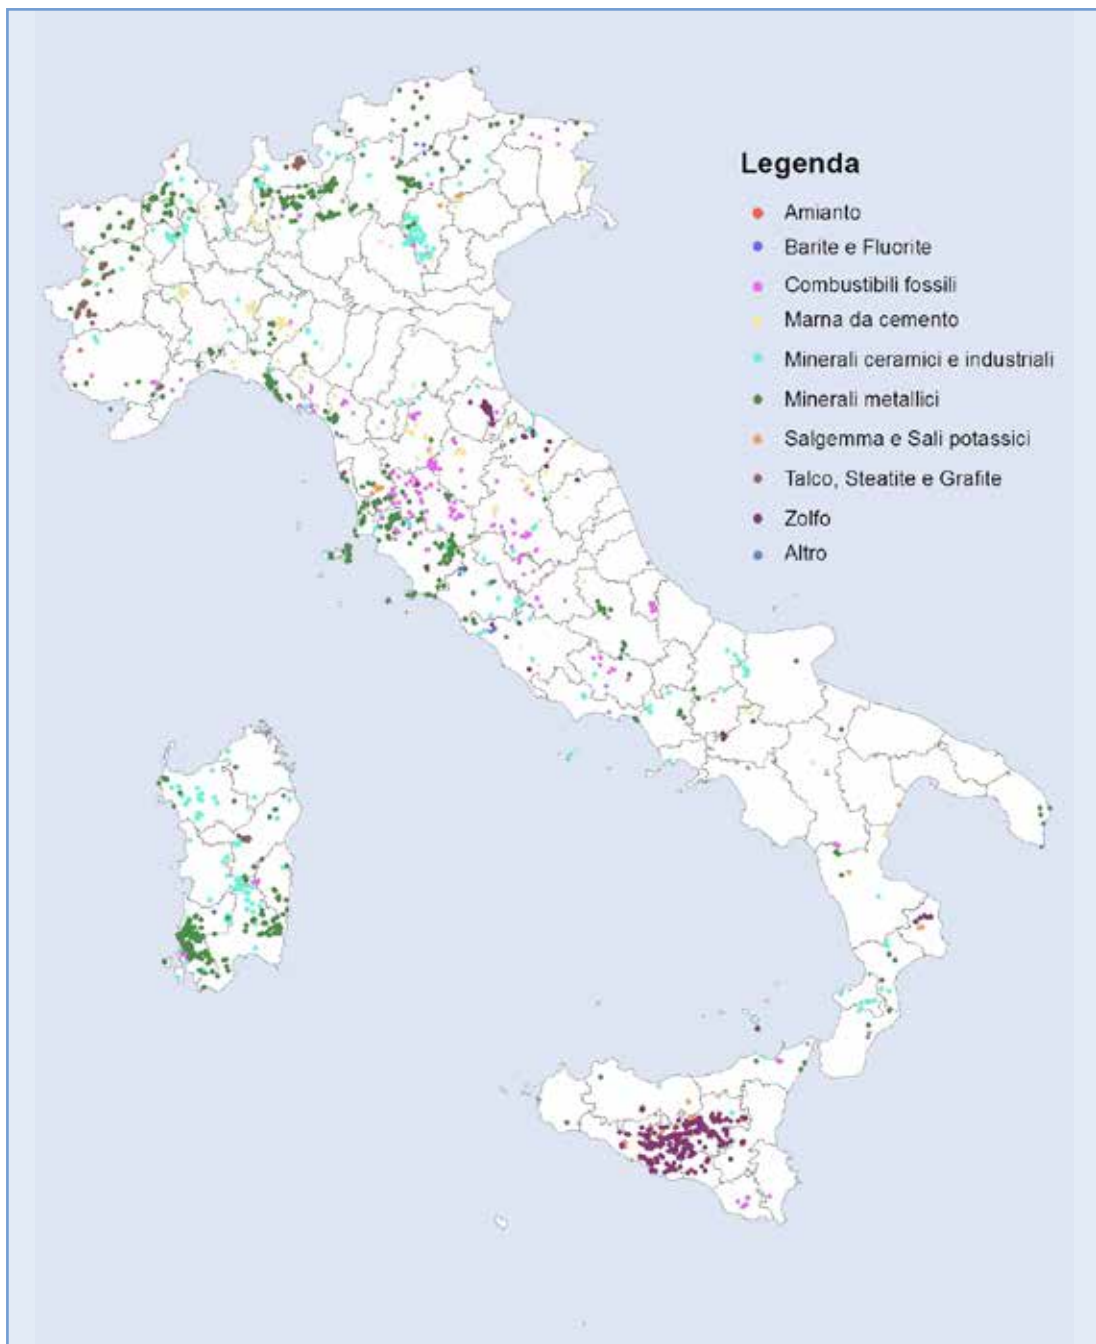 Legenda
Amianto
Barite e Fluorite
Combustibili fossili
Marna da cemento
Minerali ceramici e industriali
Minerali metallici
Salgemma e Sali potassici
Talco, Steatite e Grafite
Zolfo
Altro